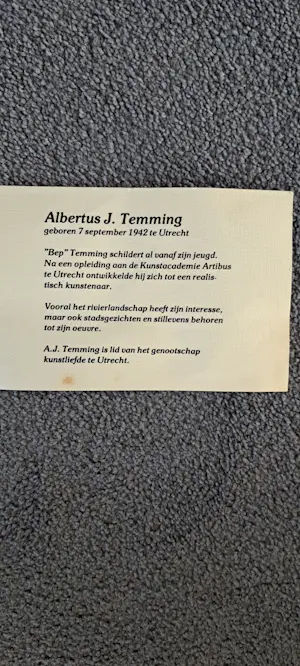 Albertus J. Temming
geboren 7 september 1942 te Utrecht
"Bep" Temming schildert al vanaf zijn jeugd.
Na een opleiding aan de Kunstacademie Artibus
te Utrecht ontwikkelde hij zich tot een realis-
tisch kunstenaar.
Vooral het rivierlandschap heeft zijn interesse,
maar ook stadsgezichten en stillevens behoren
tot zijn oeuvre.
A.J. Temming is lid van het genootschap
kunstliefde te Utrecht.